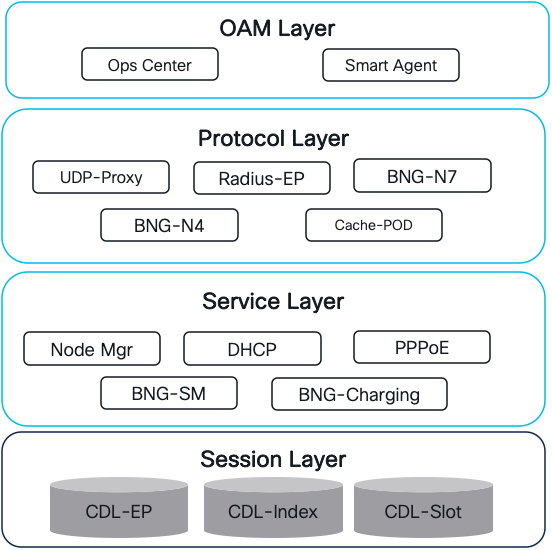 OAM Layer
Ops Center
Smart Agent
Protocol Layer
UDP-Proxy
Radius-EP
BNG-N7
BNG-N4
Cache-POD
Service Layer
Node Mgr
DHCP
PPPoE
BNG-SM
BNG-Charging
Session Layer
CDL-EP
CDL-Index
CDL-Slot